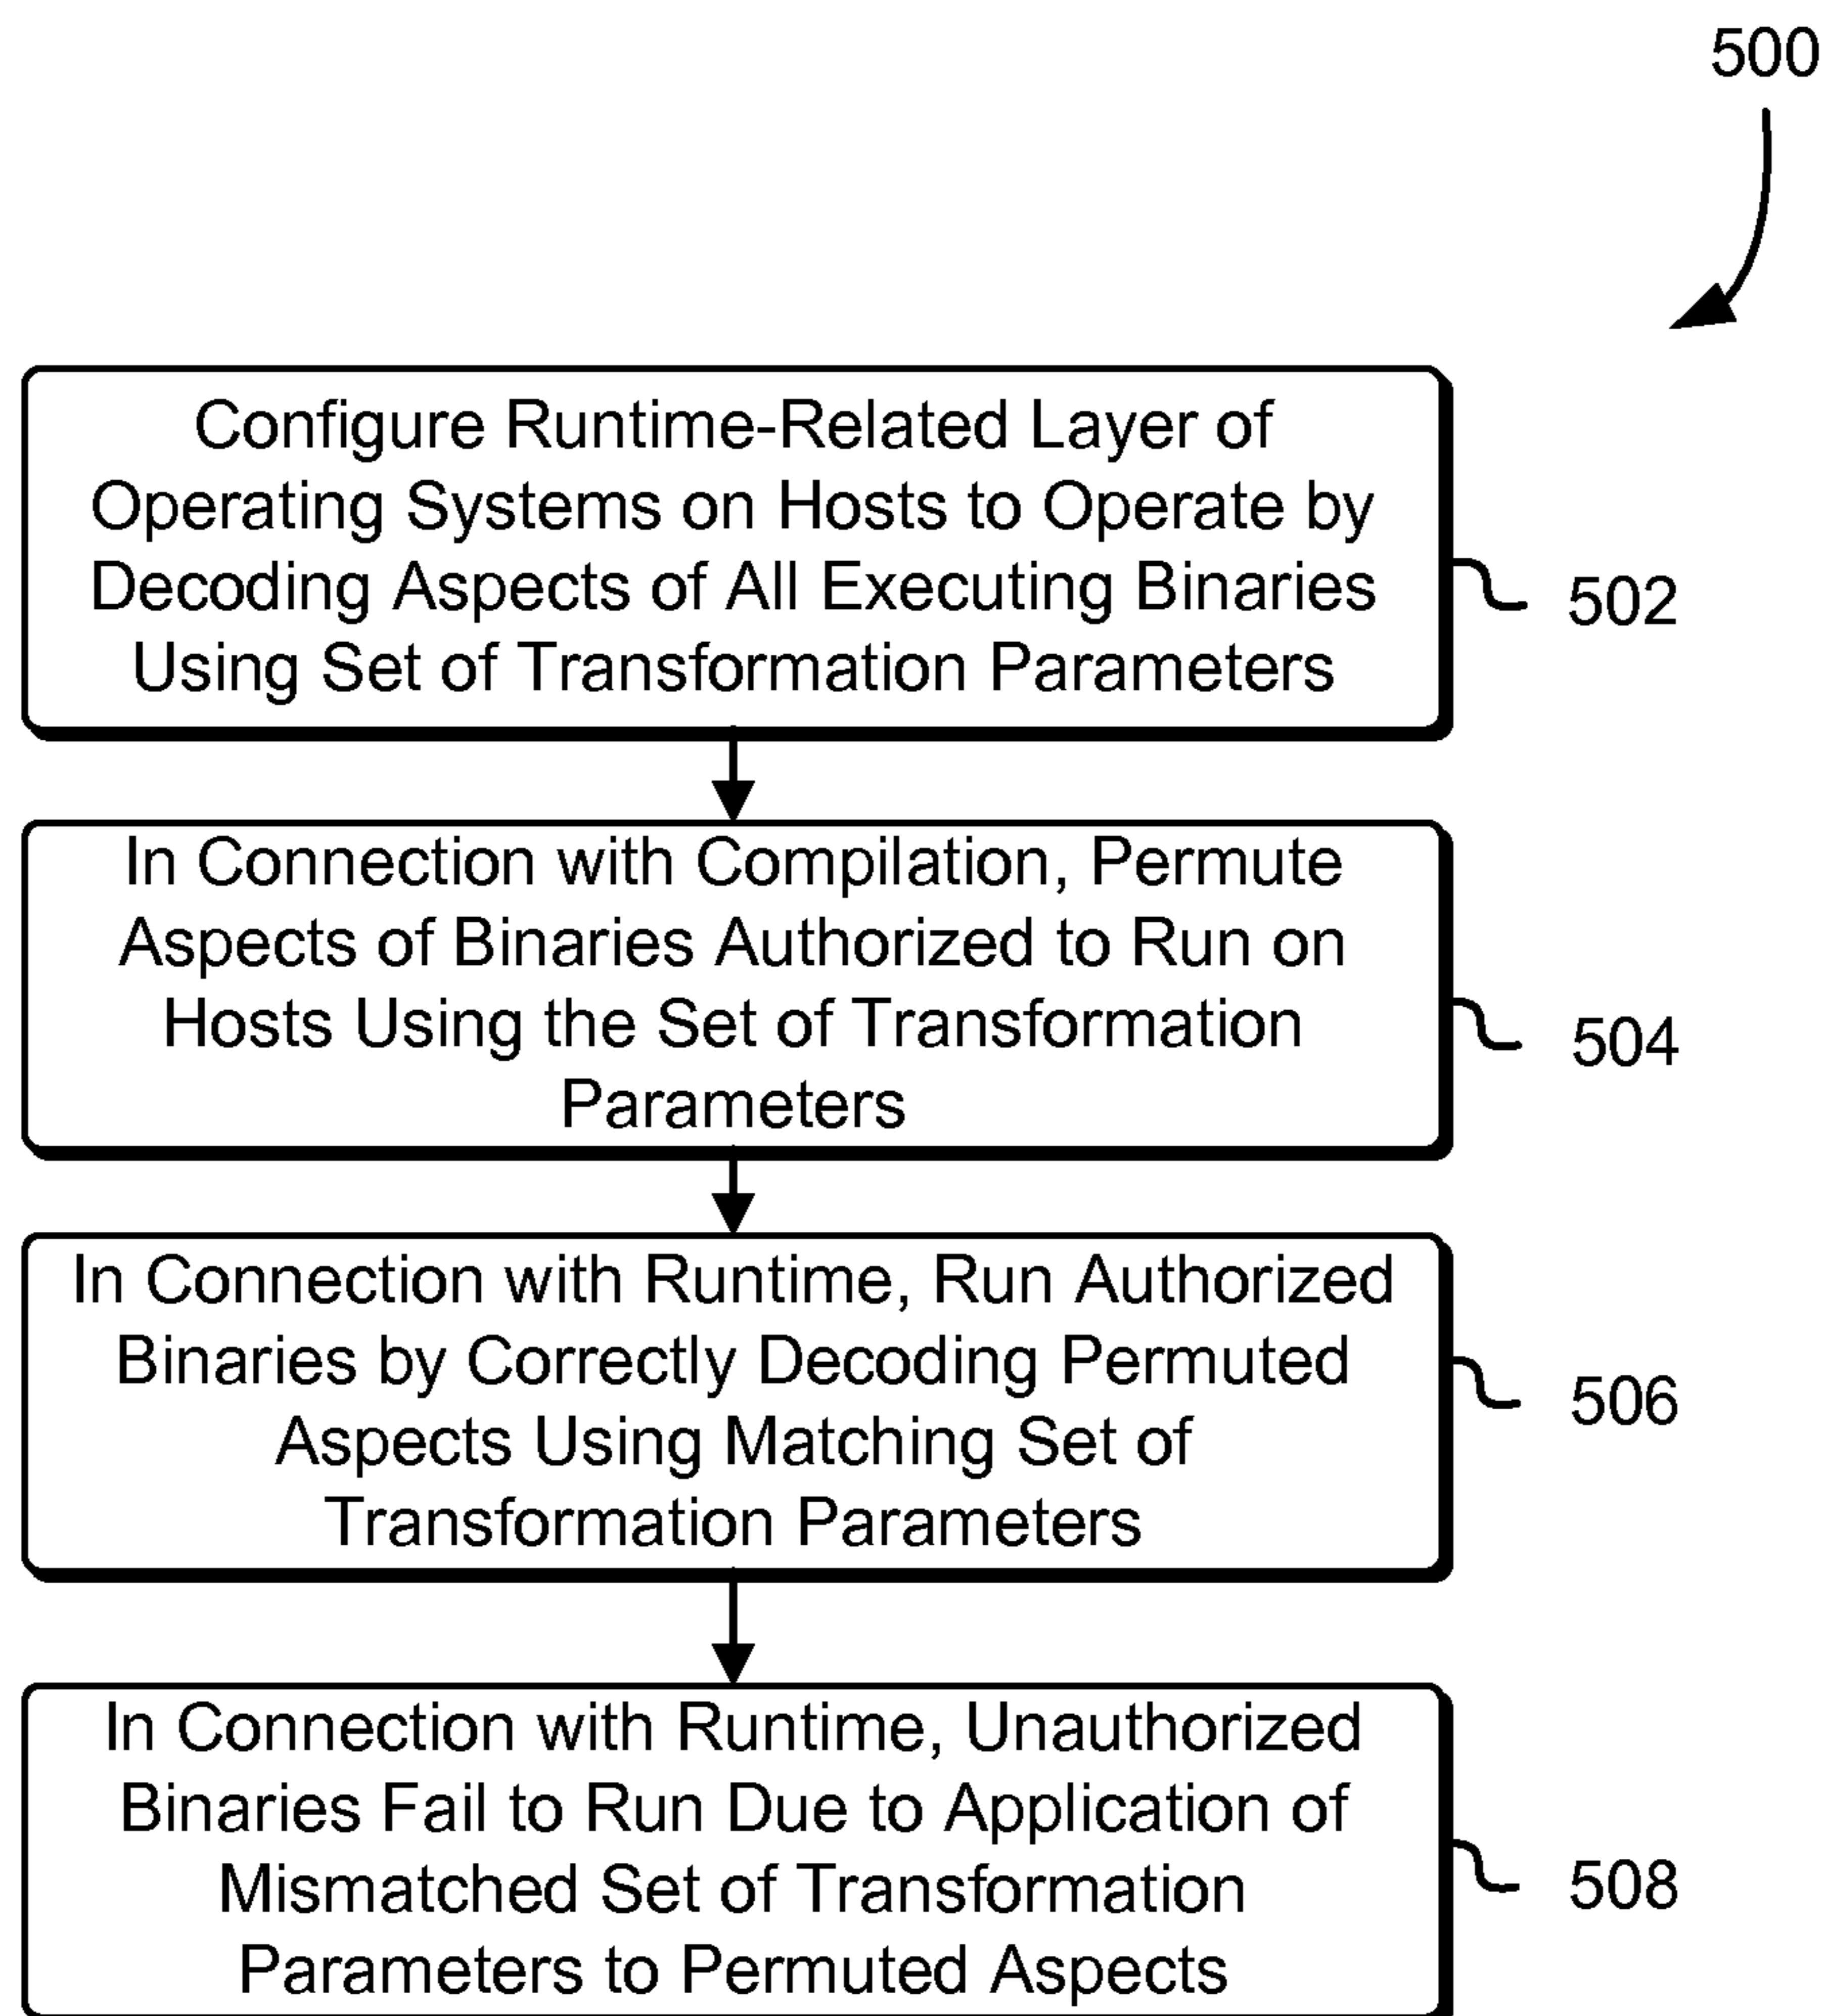 500
Configure Runtime-Related Layer of
Operating Systems on Hosts to Operate by
Decoding Aspects of All Executing Binaries
Using Set of Transformation Parameters
502
In Connection with Compilation, Permute
Aspects of Binaries Authorized to Run on
Hosts Using the Set of Transformation
Parameters
504
In Connection with Runtime, Run Authorized
Binaries by Correctly Decoding Permuted
Aspects Using Matching Set of
Transformation Parameters
506
In Connection with Runtime, Unauthorized
Binaries Fail to Run Due to Application of
Mismatched Set of Transformation
Parameters to Permuted Aspects
508